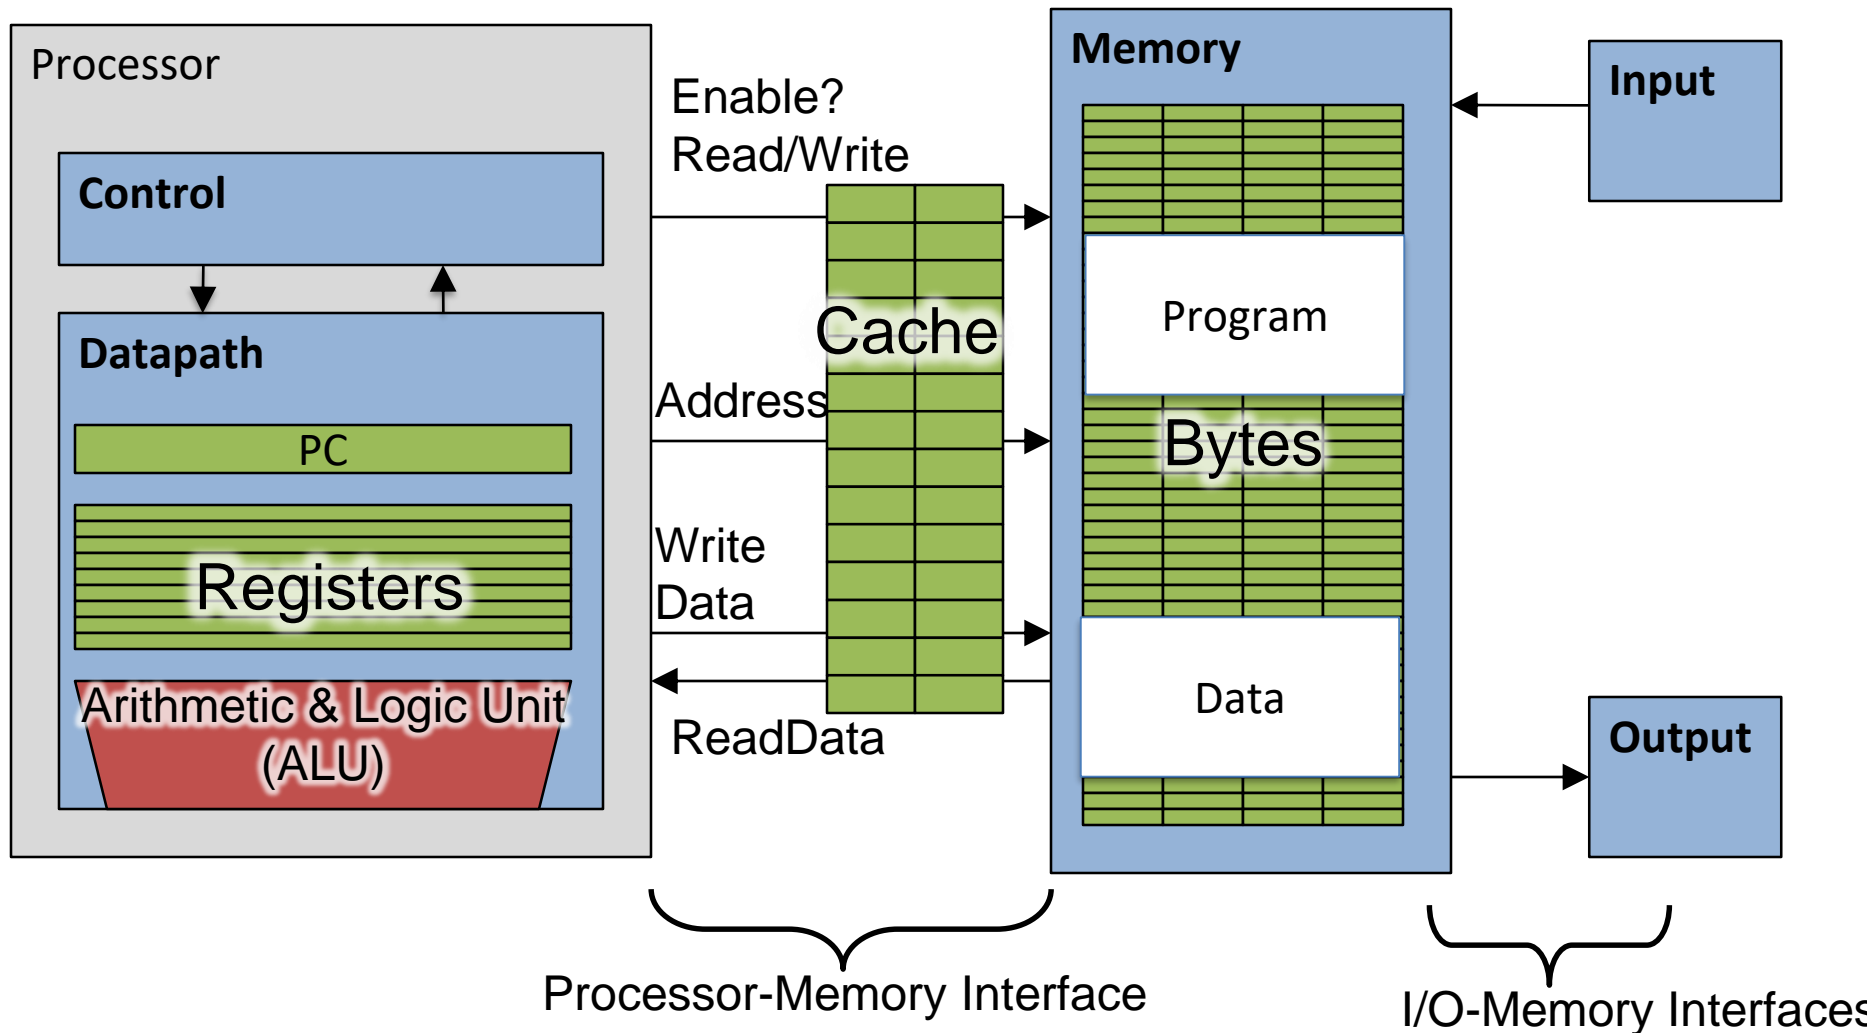 Processor
Control
Datapath
PC
Registers
Arithmetic & Logic Unit
(ALU)
Enable?
Read/Write
Cache
Address
Write
Data
ReadData
Memory
Program
Bytes
Data
Input
Output
Processor-Memory Interface
I/O-Memory Interfaces